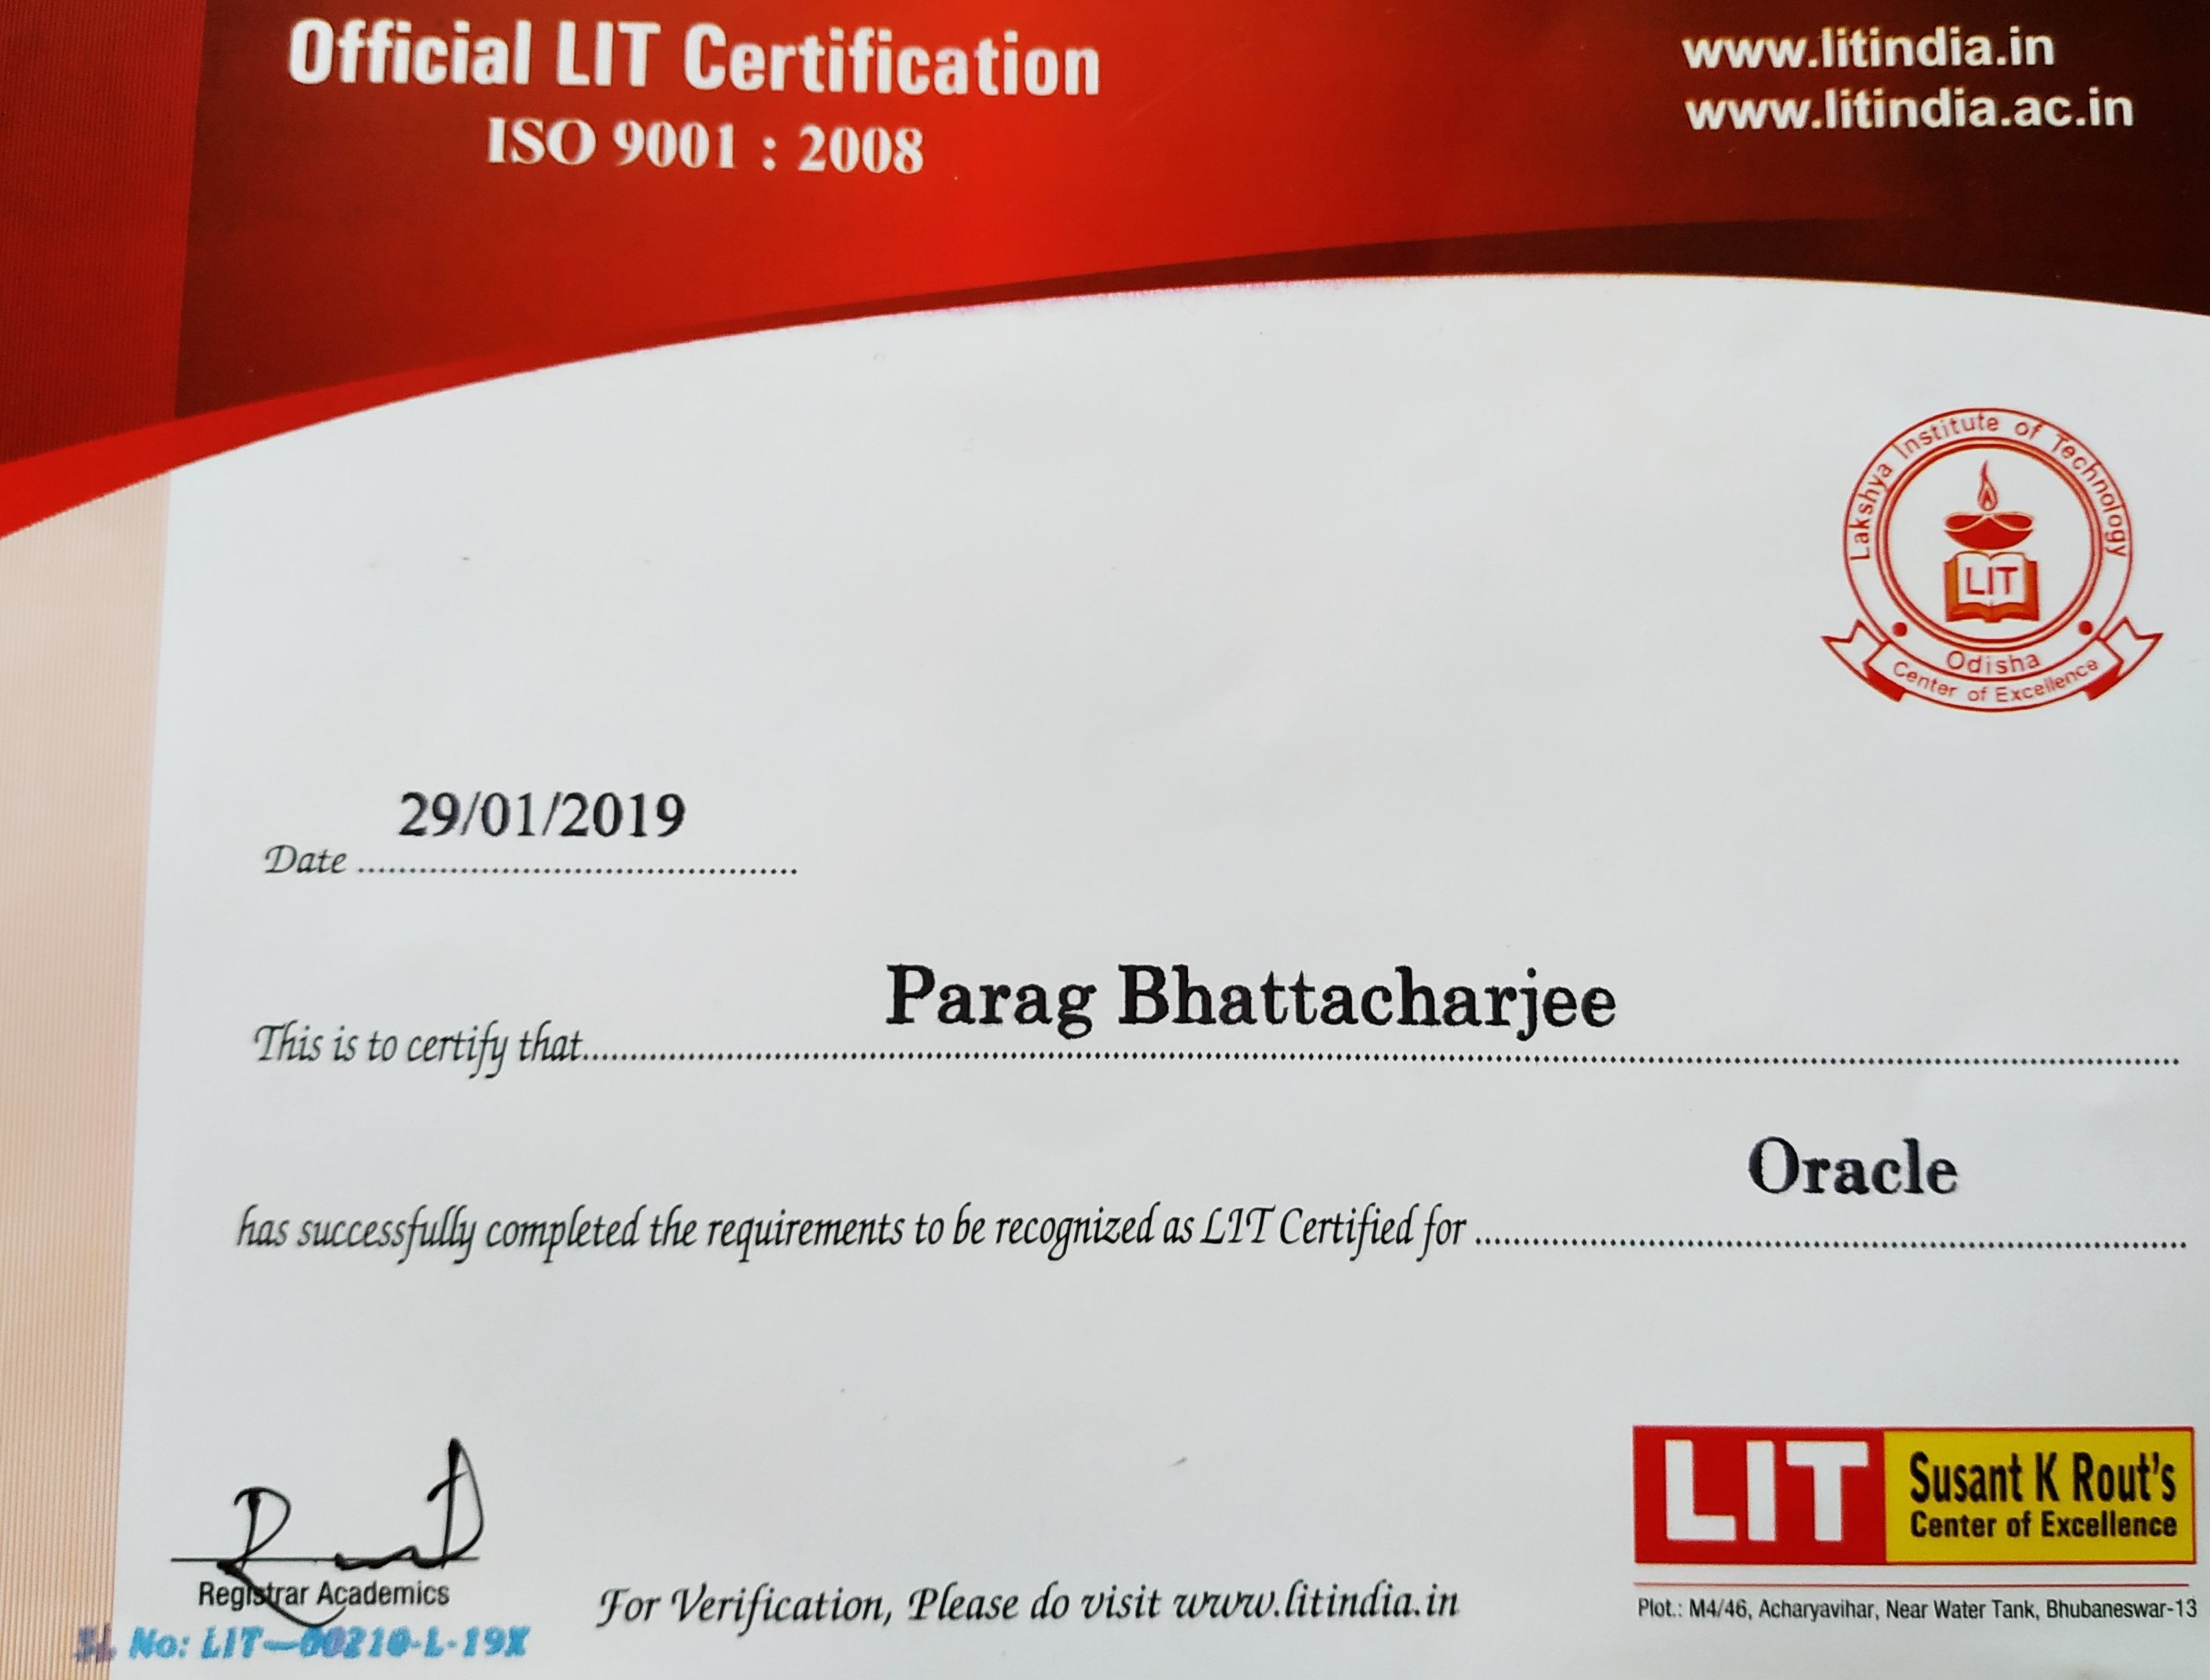 Official LIT Certification
ISO 9001 : 2008
www.litindia.in
www.litindia.ac.in
Lakshya Institute of Technology
LIT
Odisha
Center of Excellence
29/01/2019
Date
Parag Bhattacharjee
This is to certify that
Oracle
has successfully completed the requirements to be recognized as LIT Certified for
Registrar Academics
Sl. No: LIT—00210-L-19X
For Verification, Please do visit www.litindia.in
LIT
Susant K Rout's
Center of Excellence
Plot.: M4/46, Acharyavihar, Near Water Tank, Bhubaneswar-13